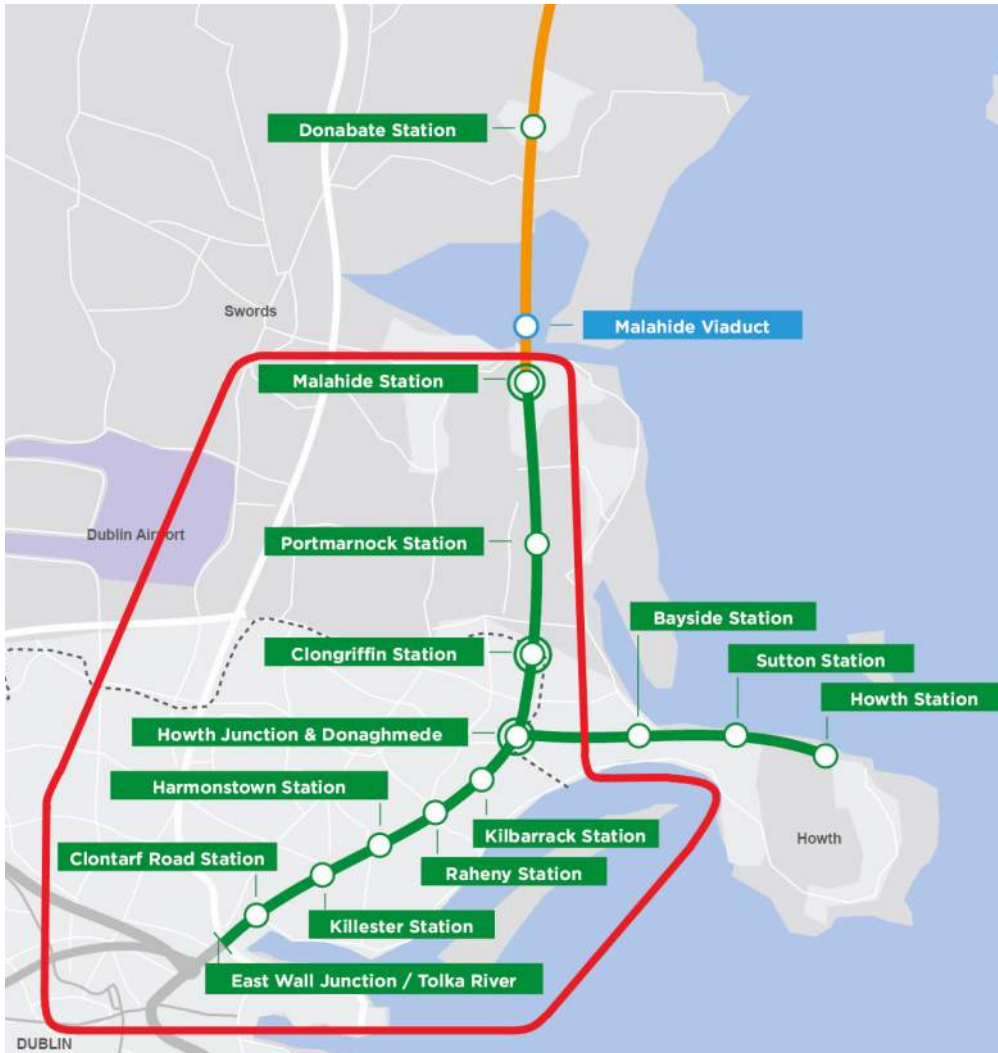 Donabate Station
Malahide Viaduct
Swords
Malahide Station
Dublin Airport
Portmarnock Station
Bayside Station
Clongriffin Station
Sutton Station
Howth Station
Howth Junction & Donaghmede
Harmonstown Station
Kilbarrack Station
Howth
Clontarf Road Station
Raheny Station
Killester Station
East Wall Junction / Tolka River
DUBLIN